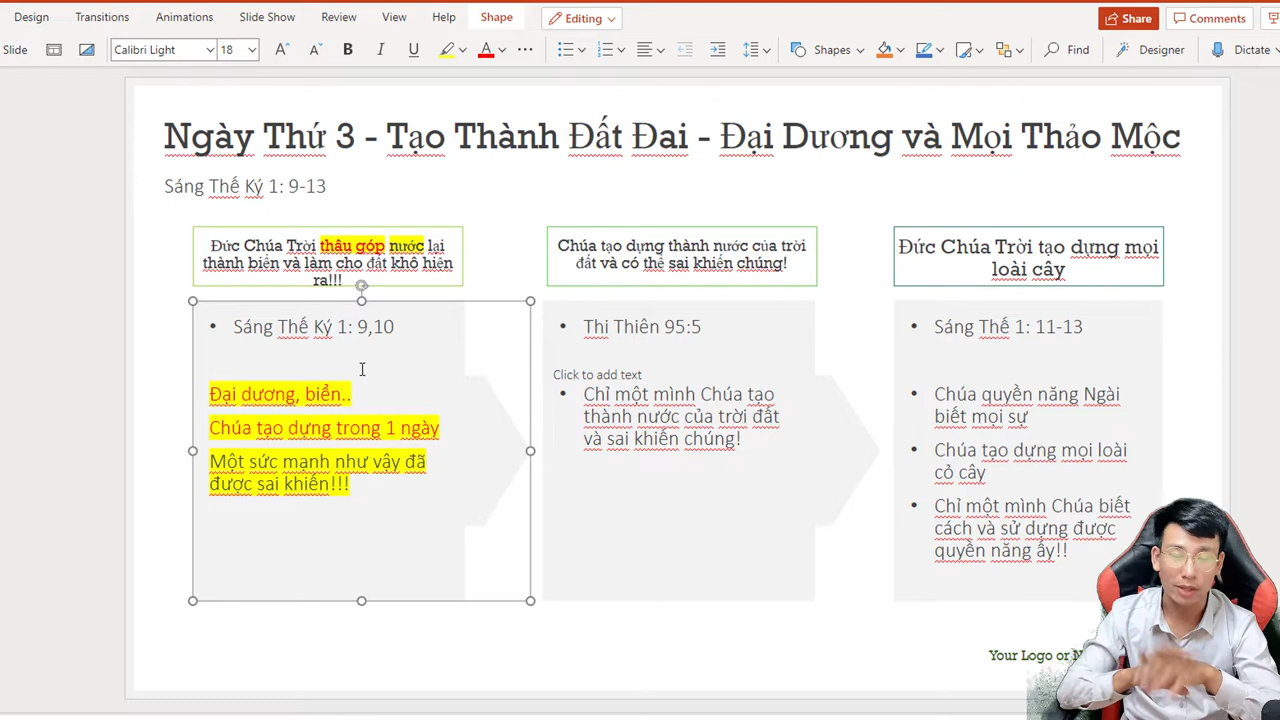 Design Transitions Animations Slide Show Review View Help Shape Editing Share Comments
Slide Calibri Light 18 B I U A Shapes Find Designer Dictate
Ngày Thứ 3 - Tạo Thành Đất Đai - Đại Dương và Mọi Thảo Mộc
Sáng Thế Ký 1: 9-13
Đức Chúa Trời thâu góp nước lại
thành biển và làm cho đất khô hiện
ra!!!
• Sáng Thế Ký 1: 9,10
Đại dương, biển..
Chúa tạo dựng trong 1 ngày
Một sức mạnh như vậy đã
được sai khiến!!!
Chúa tạo dựng thành nước của trời
đất và có thể sai khiến chúng!
• Thi Thiên 95:5
Click to add text
• Chỉ một mình Chúa tạo
thành nước của trời đất
và sai khiến chúng!
Đức Chúa Trời tạo dựng mọi
loài cây
• Sáng Thế 1: 11-13
• Chúa quyền năng Ngài
biết mọi sự
• Chúa tạo dưng mọi loài
cỏ cây
• Chỉ một mình Chúa biết
cách và sử dựng được
quyền năng ấy!!
Your Logo or